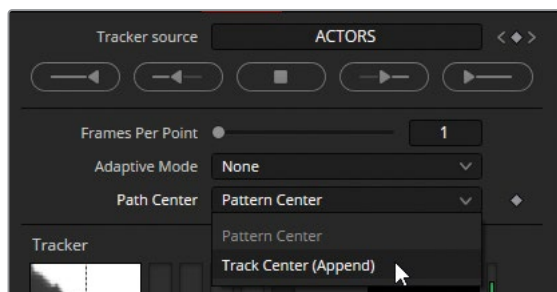 Tracker source ACTORS
Frames Per Point 1
Adaptive Mode None
Path Center Pattern Center
Pattern Center
Tracker
Track Center (Append)